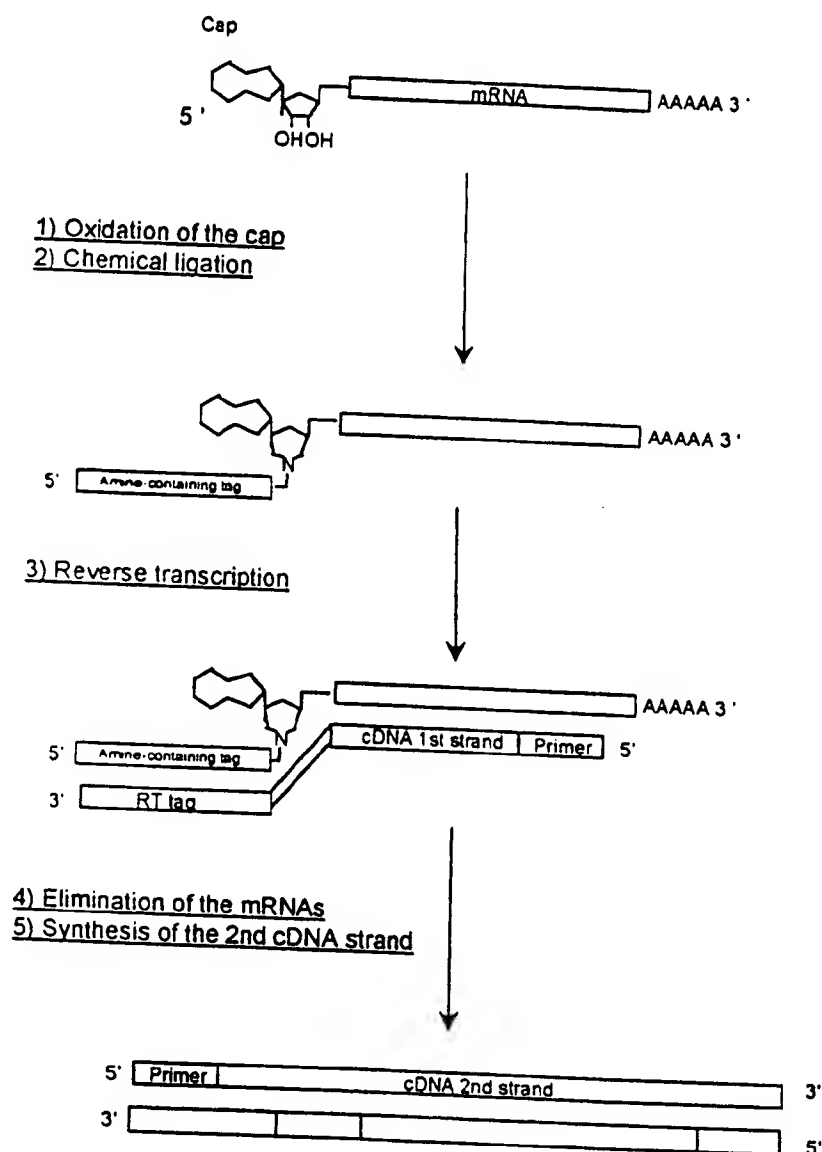 Cap
mRNA
AAAAA 3 '
5 '
OHOH
1) Oxidation of the cap
2) Chemical ligation
AAAAA 3 '
5' Amine-containing tag
N
3) Reverse transcription
AAAAA 3 '
N
cDNA 1st strand Primer 5'
5' Amine-containing tag
3' RT tag
4) Elimination of the mRNAs
5) Synthesis of the 2nd cDNA strand
5' Primer cDNA 2nd strand 3'
3' 5'